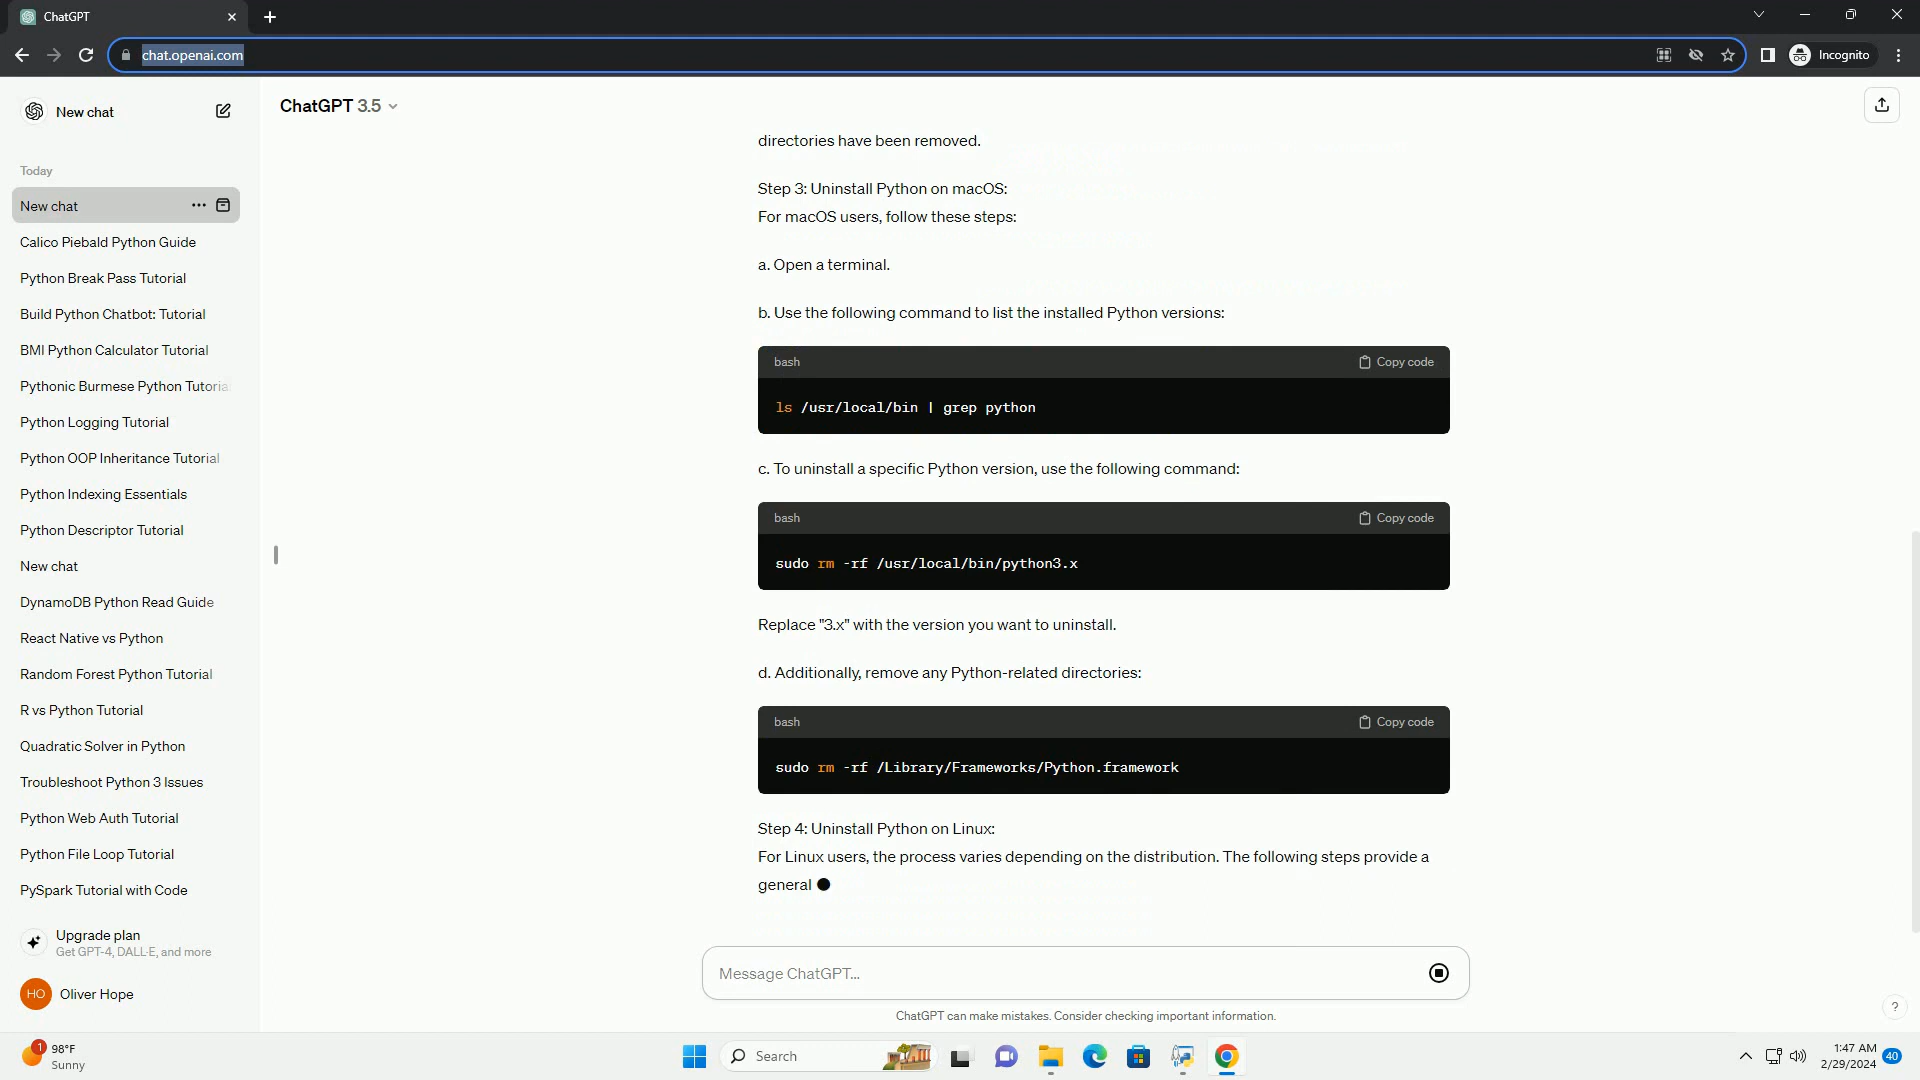 ChatGPT
chat.openai.com
Incognito
New chat
Today
New chat
Calico Piebald Python Guide
Python Break Pass Tutorial
Build Python Chatbot: Tutorial
BMI Python Calculator Tutorial
Pythonic Burmese Python Tutoria
Python Logging Tutorial
Python OOP Inheritance Tutorial
Python Indexing Essentials
Python Descriptor Tutorial
New chat
DynamoDB Python Read Guide
React Native vs Python
Random Forest Python Tutorial
R vs Python Tutorial
Quadratic Solver in Python
Troubleshoot Python 3 Issues
Python Web Auth Tutorial
Python File Loop Tutorial
PySpark Tutorial with Code
Upgrade plan
Get GPT-4, DALL·E, and more
HO Oliver Hope
ChatGPT 3.5
directories have been removed.
Step 3: Uninstall Python on macOS:
For macOS users, follow these steps:
a. Open a terminal.
b. Use the following command to list the installed Python versions:
bash Copy code
ls /usr/local/bin | grep python
c. To uninstall a specific Python version, use the following command:
bash Copy code
sudo rm -rf /usr/local/bin/python3.x
Replace "3.x" with the version you want to uninstall.
d. Additionally, remove any Python-related directories:
bash Copy code
sudo rm -rf /Library/Frameworks/Python.framework
Step 4: Uninstall Python on Linux:
For Linux users, the process varies depending on the distribution. The following steps provide a
general
Message ChatGPT...
ChatGPT can make mistakes. Consider checking important information.
?
1 98°F
Sunny
Search
1:47 AM
2/29/2024
40